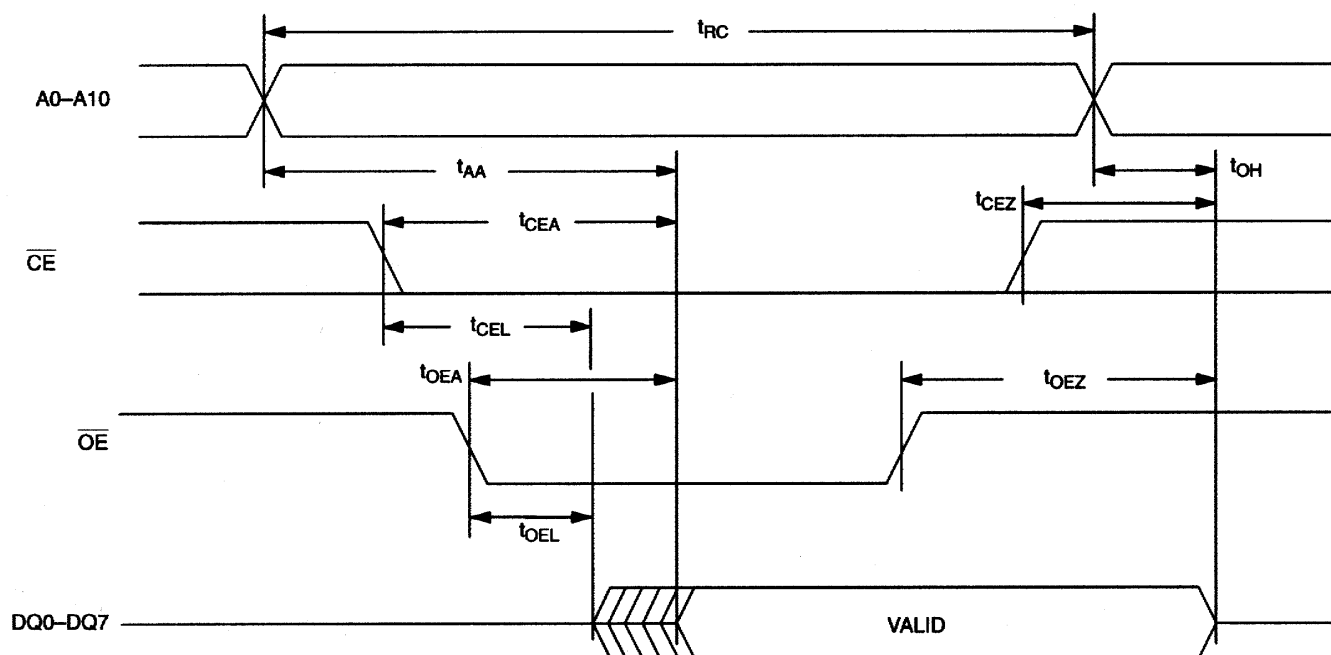 tRC
A0–A10
tAA
tOH
tCEA
tCEZ
CE
tCEL
tOEA
tOEZ
OE
tOEL
DQ0–DQ7
VALID